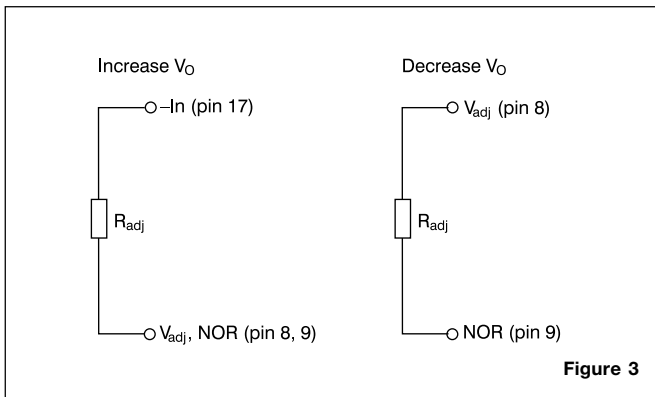 Increase VO
–In (pin 17)
Radj
Vadj, NOR (pin 8, 9)
Decrease VO
Vadj (pin 8)
Radj
NOR (pin 9)
Figure 3